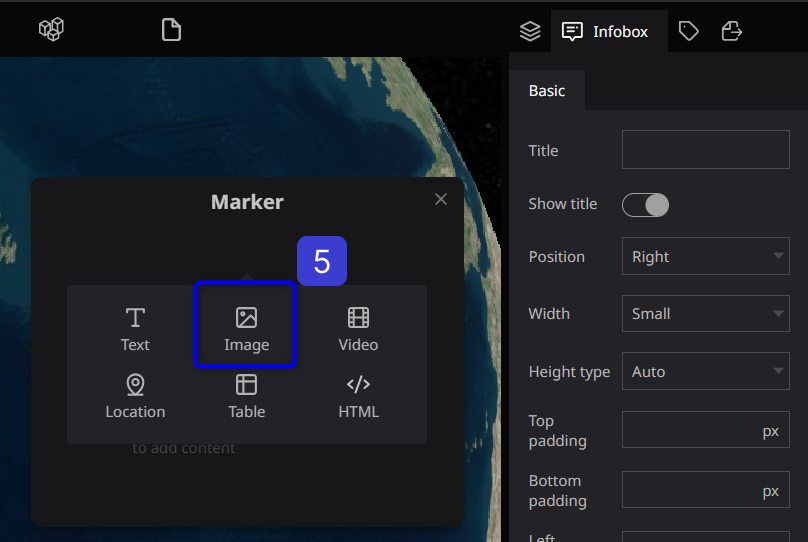 Infobox
Basic
Title
Show title
Position Right
Width Small
Height type Auto
Top
padding px
Bottom
padding px
Left
Marker
5
Text Image Video
Location Table HTML
to add content